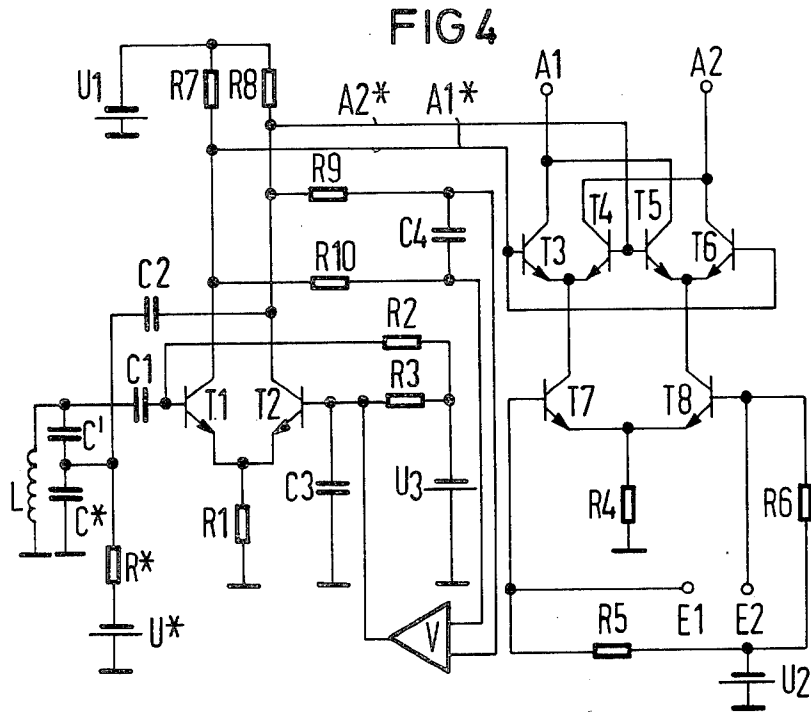 FIG 4
U1
R7
R8
A2*
A1*
A1
A2
R9
C4
R10
T3
T4
T5
T6
C2
R2
C1
T1
T2
R3
T7
T8
C'
L
C*
R1
C3
U3
R4
R6
R*
U*
V
E1
E2
R5
U2